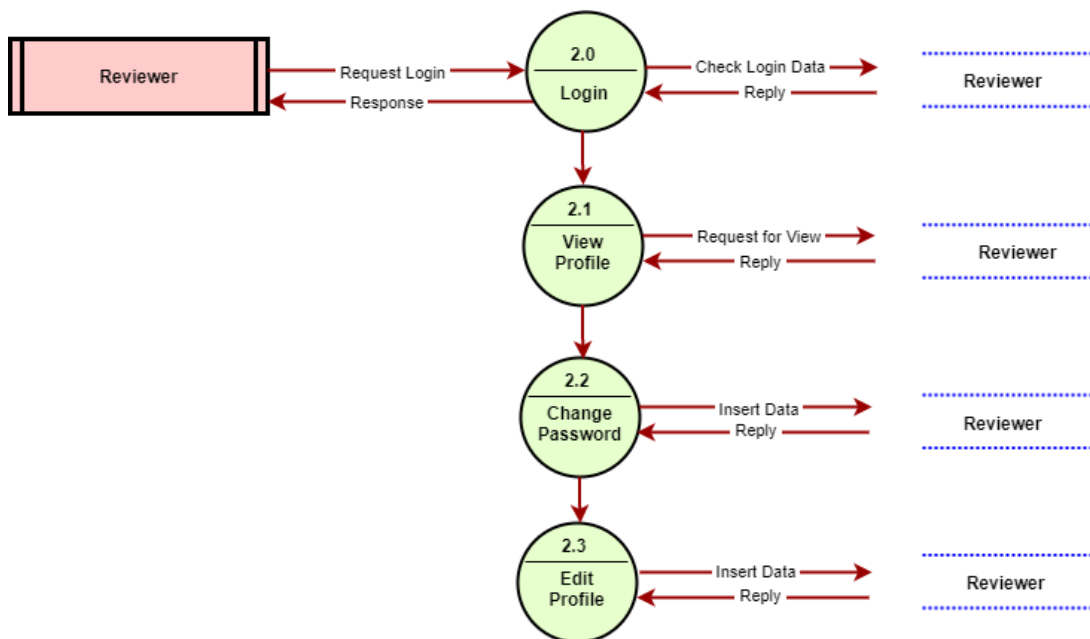 2.0
Reviewer
Request Login
Check Login Data
Reviewer
Response
Login
Reply
2.1
View
Profile
Request for View
Reply
Reviewer
2.2
Change
Password
Insert Data
Reply
Reviewer
2.3
Edit
Profile
Insert Data
Reply
Reviewer